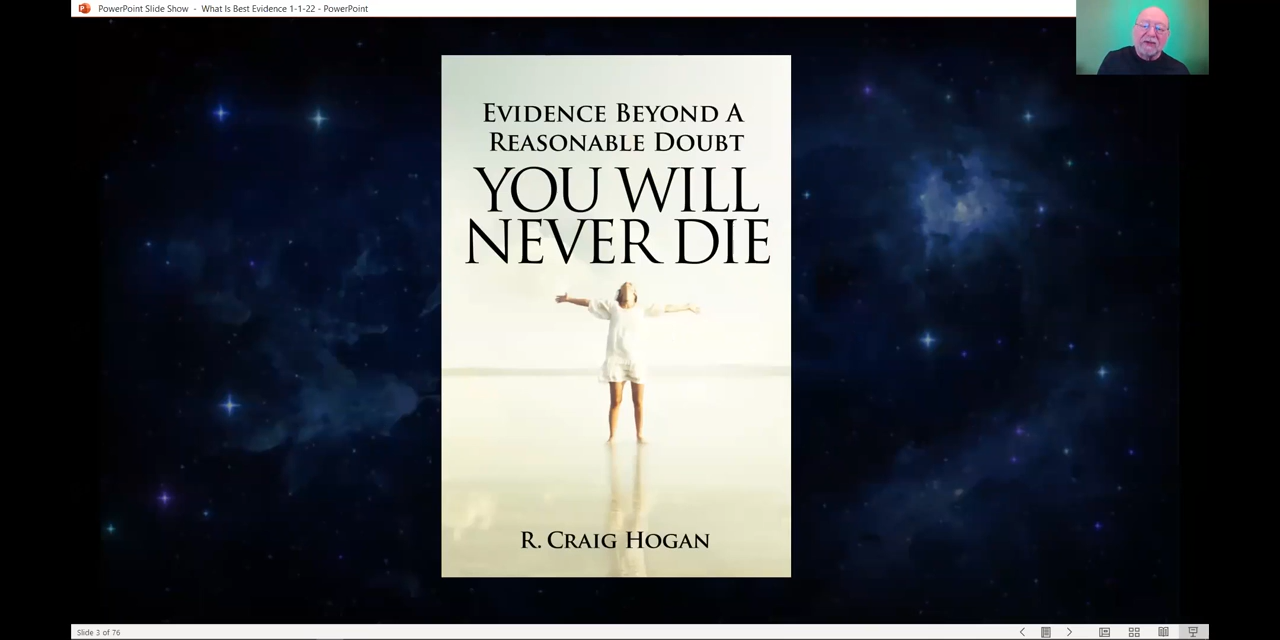 PowerPoint Slide Show - What Is Best Evidence 1-1-22 - PowerPoint
EVIDENCE BEYOND A
REASONABLE DOUBT
YOU WILL
NEVER DIE
R. CRAIG HOGAN
Slide 3 of 76